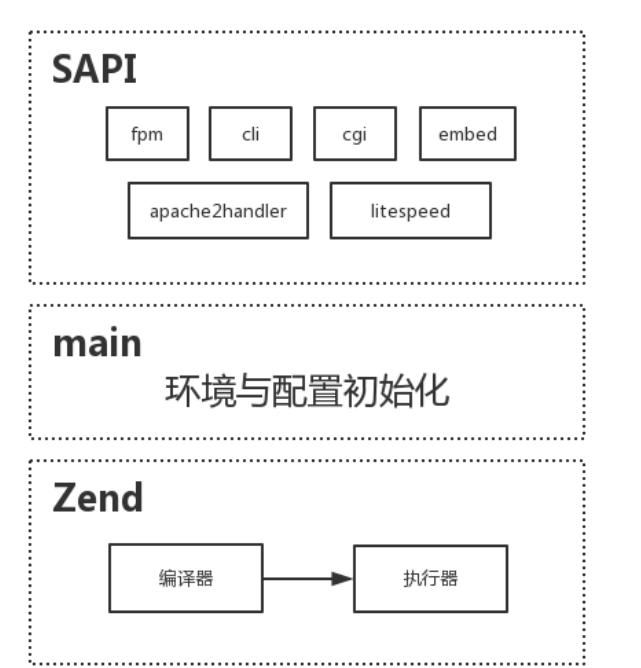 SAPI
fpm cli cgi embed
apache2handler litespeed
main
环境与配置初始化
Zend
编译器 执行器